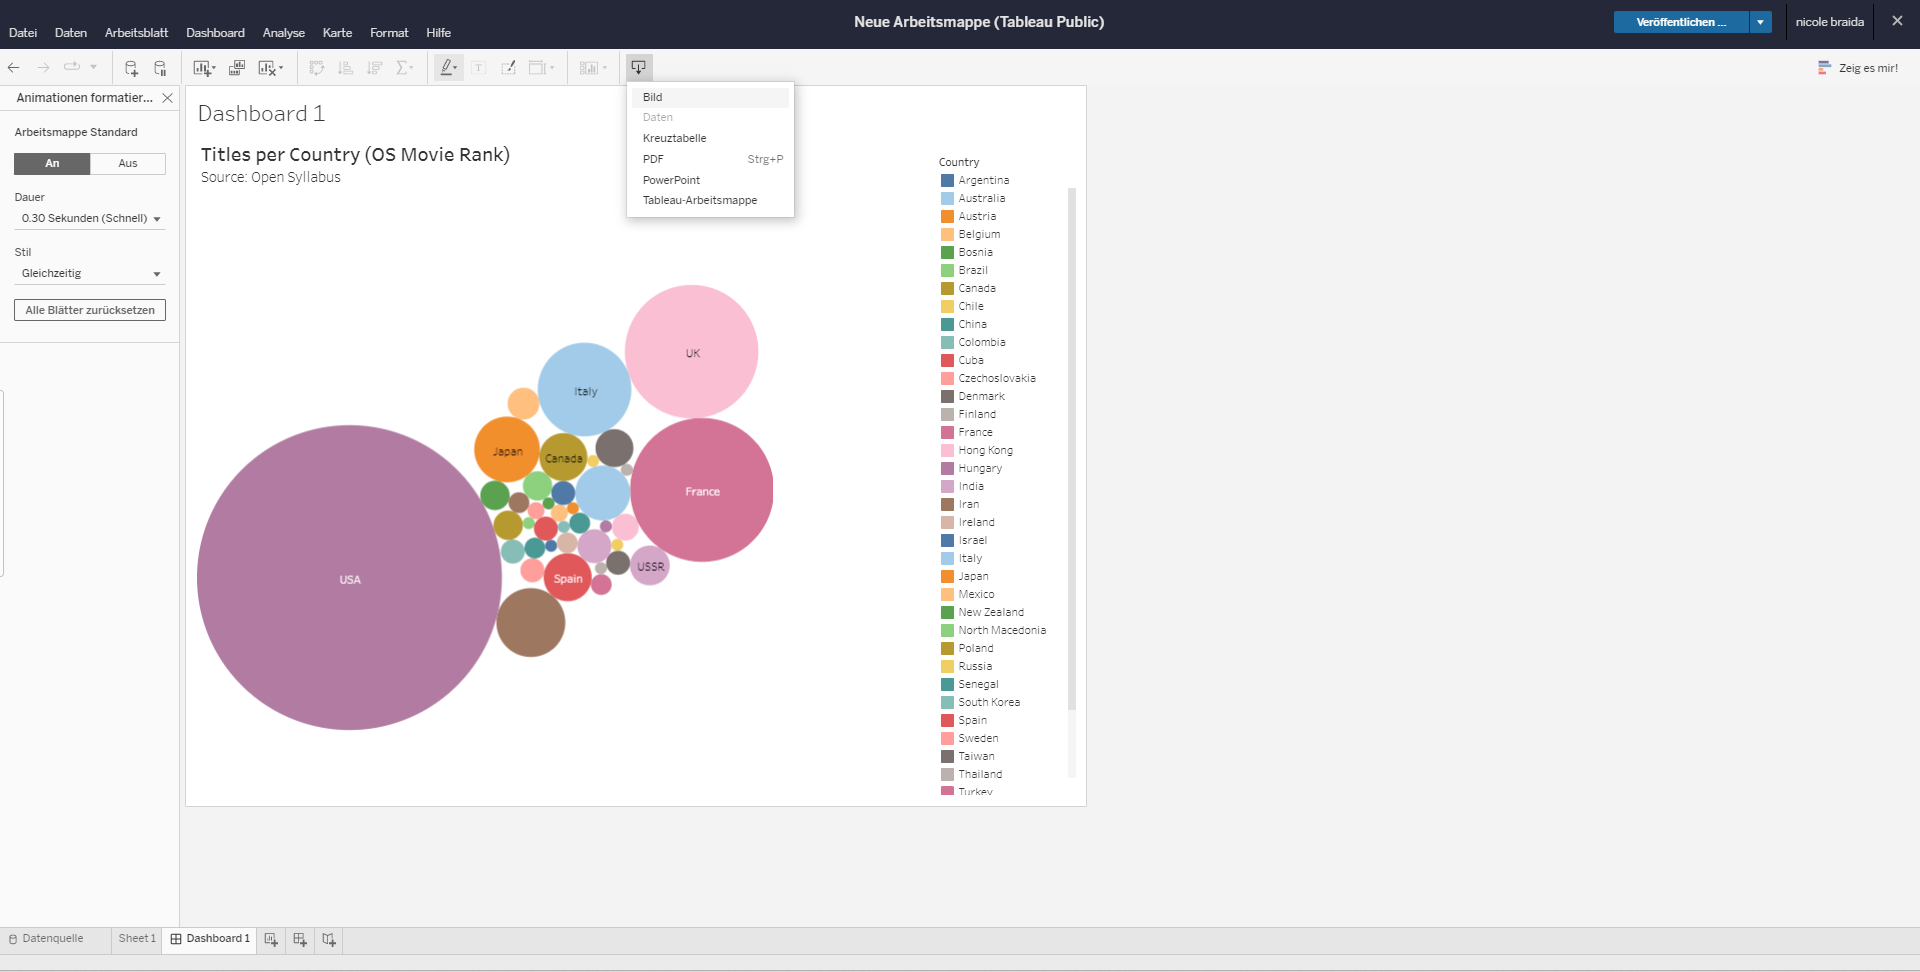 Neue Arbeitsmappe (Tableau Public)
Veröffentlichen ...
nicole braida
Datei Daten Arbeitsblatt Dashboard Analyse Karte Format Hilfe
Zeig es mir!
Animationen formatier...
Arbeitsmappe Standard
An Aus
Dauer
0.30 Sekunden (Schnell)
Stil
Gleichzeitig
Alle Blätter zurücksetzen
Bild
Daten
Kreuztabelle
PDF Strg+P
PowerPoint
Tableau-Arbeitsmappe
Dashboard 1
Titles per Country (OS Movie Rank)
Source: Open Syllabus
UK
Italy
Japan
Canada
France
USSR
Spain
USA
Country
Argentina
Australia
Austria
Belgium
Bosnia
Brazil
Canada
Chile
China
Colombia
Cuba
Czechoslovakia
Denmark
Finland
France
Hong Kong
Hungary
India
Iran
Ireland
Israel
Italy
Japan
Mexico
New Zealand
North Macedonia
Poland
Russia
Senegal
South Korea
Spain
Sweden
Taiwan
Thailand
Turkey
Datenquelle Sheet 1 Dashboard 1